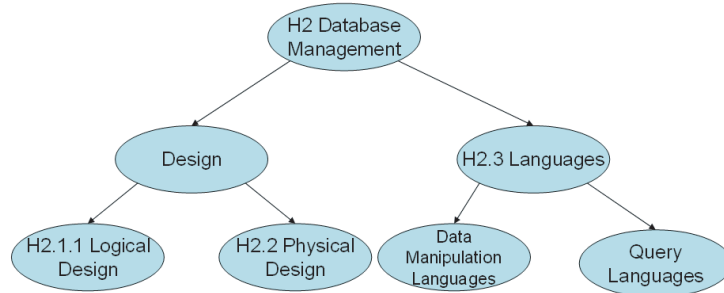 H2 Database
Management
Design
H2.3 Languages
H2.1.1 Logical
Design
H2.2 Physical
Design
Data
Manipulation
Languages
Query
Languages